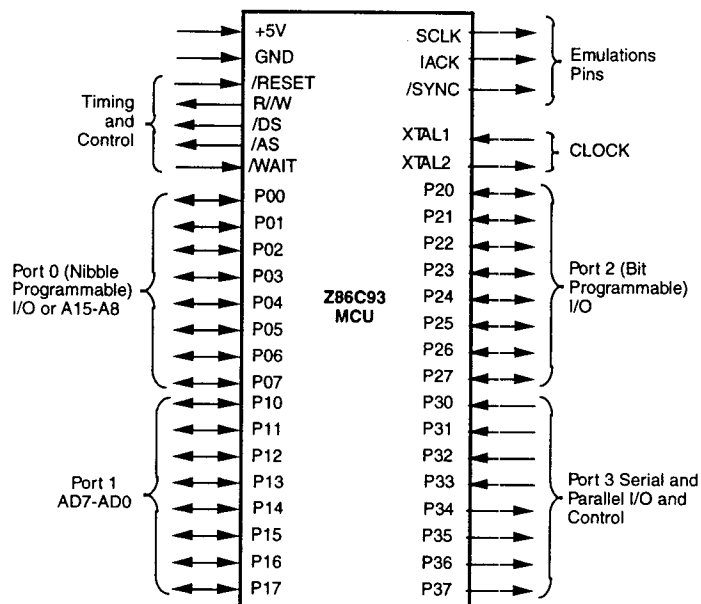 +5V
GND
/RESET
R//W
/DS
/AS
/WAIT
Timing
and
Control
P00
P01
P02
P03
P04
P05
P06
P07
Port 0 (Nibble
Programmable)
I/O or A15-A8
P10
P11
P12
P13
P14
P15
P16
P17
Port 1
AD7-AD0
Z86C93
MCU
SCLK
IACK
/SYNC
Emulations
Pins
XTAL1
XTAL2
CLOCK
P20
P21
P22
P23
P24
P25
P26
P27
Port 2 (Bit
Programmable)
I/O
P30
P31
P32
P33
P34
P35
P36
P37
Port 3 Serial and
Parallel I/O and
Control